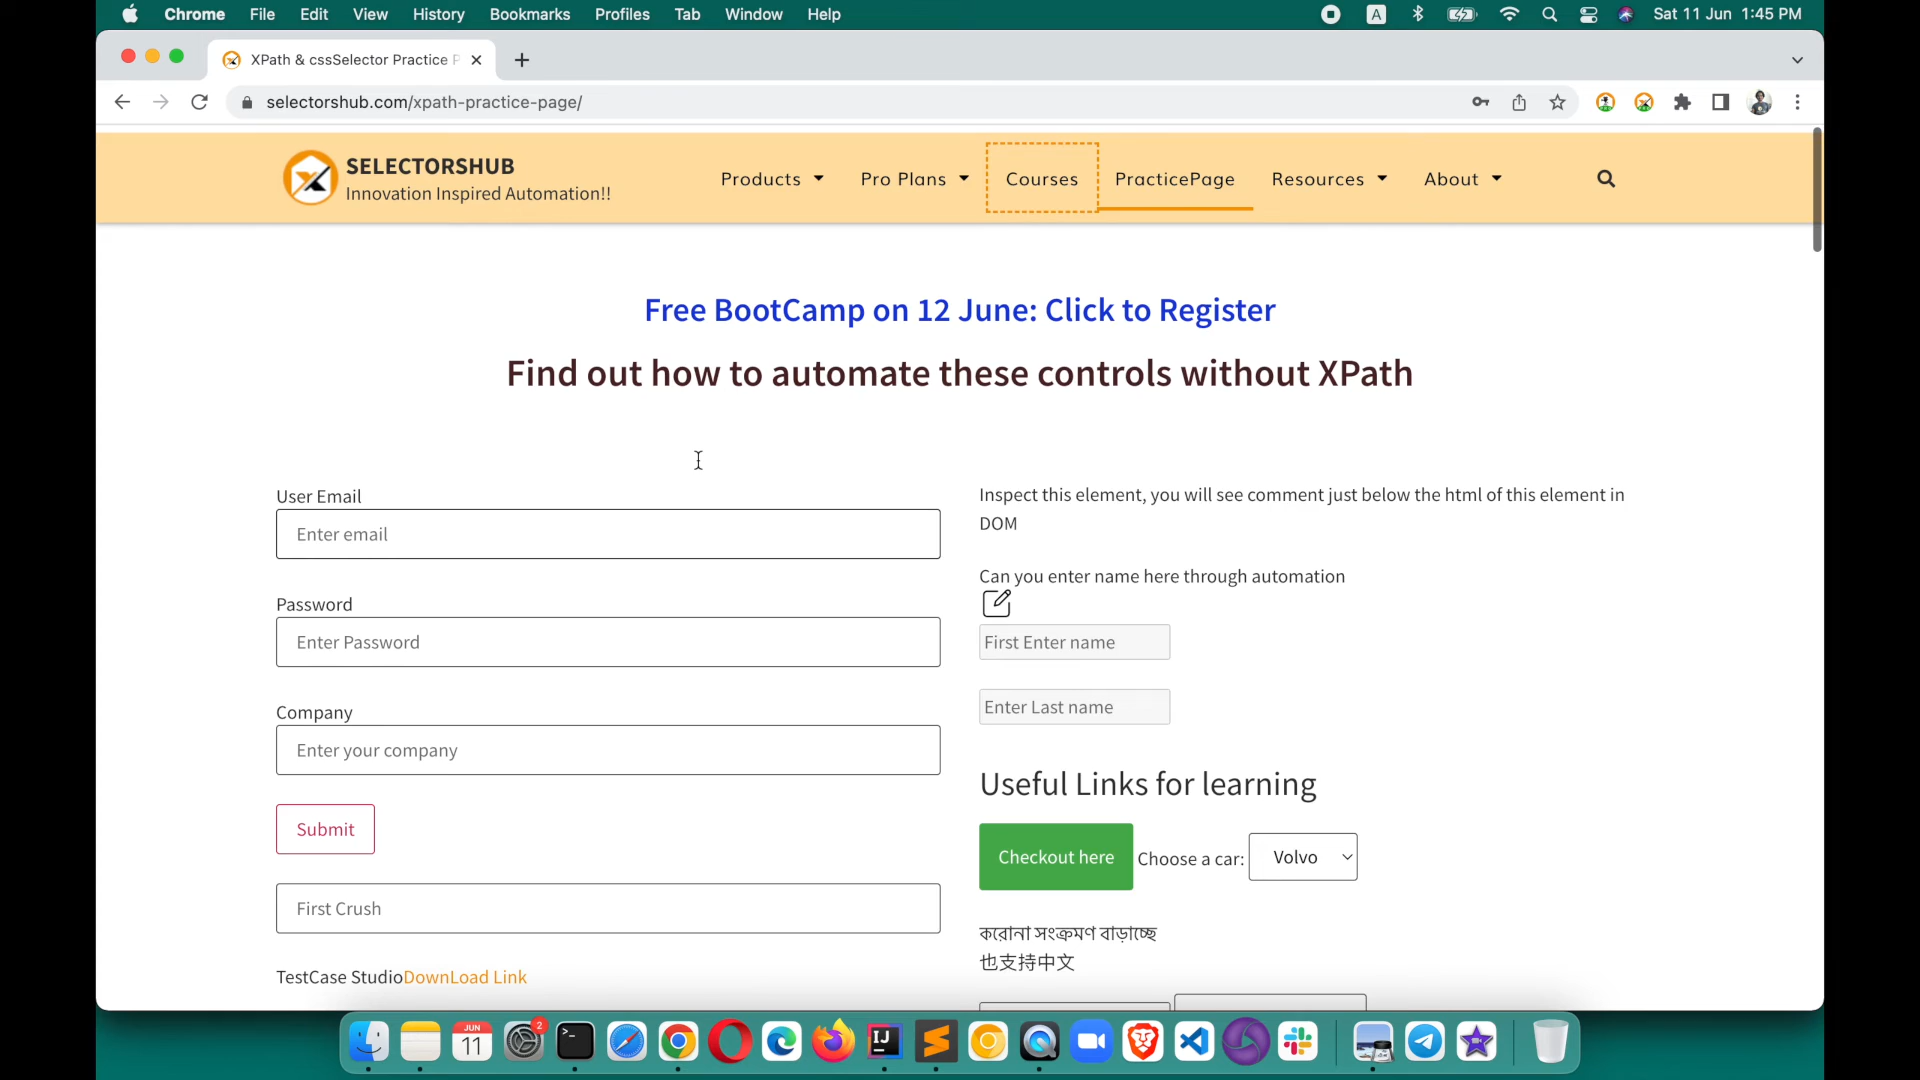 Chrome File Edit View History Bookmarks Profiles Tab Window Help
A
Sat 11 Jun 1:45 PM
XPath & cssSelector Practice P
selectorshub.com/xpath-practice-page/
SELECTORSHUB
Innovation Inspired Automation!!
Products Pro Plans Courses PracticePage Resources About
Free BootCamp on 12 June: Click to Register
Find out how to automate these controls without XPath
User Email
Enter email
Password
Enter Password
Company
Enter your company
Submit
First Crush
TestCase StudioDownLoad Link
Inspect this element, you will see comment just below the html of this element in
DOM
Can you enter name here through automation
First Enter name
Enter Last name
Useful Links for learning
Checkout here Choose a car: Volvo
করোনা সংক্রমণ বাড়াচ্ছে
也支持中文
JUN
11
2
IJ